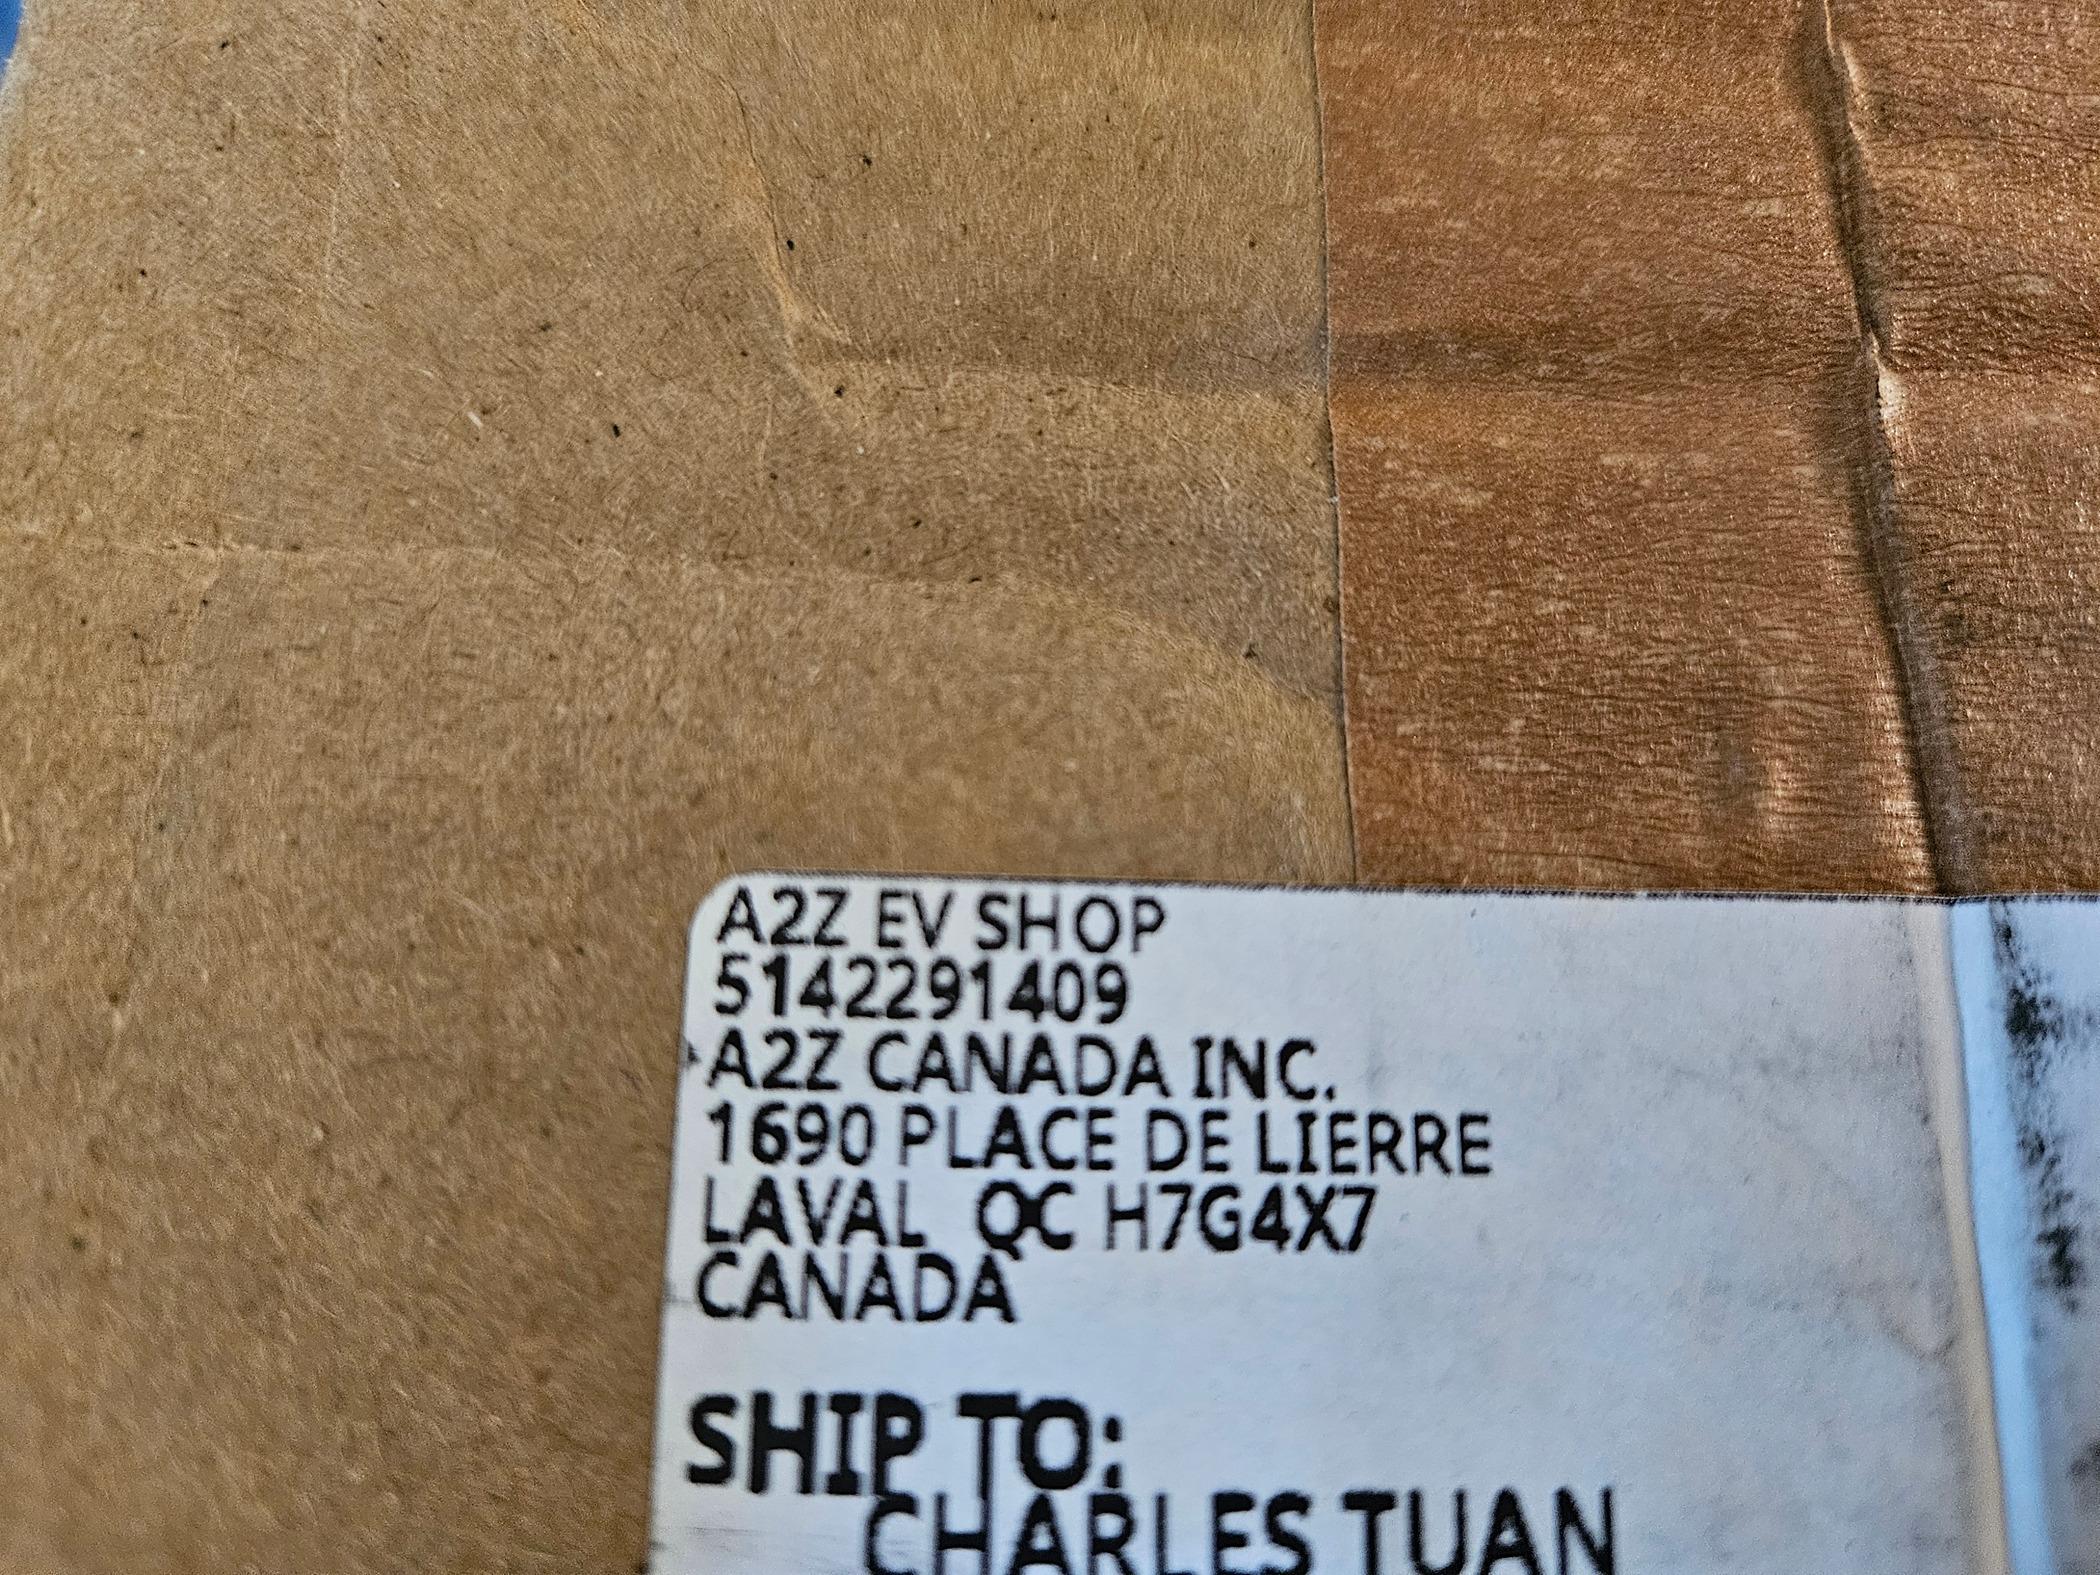 A2Z EV SHOP
5142291409
A2Z CANADA INC.
1690 PLACE DE LIERRE
LAVAL  QC H7G4X7
CANADA
SHIP TO:
CHARLES TUAN